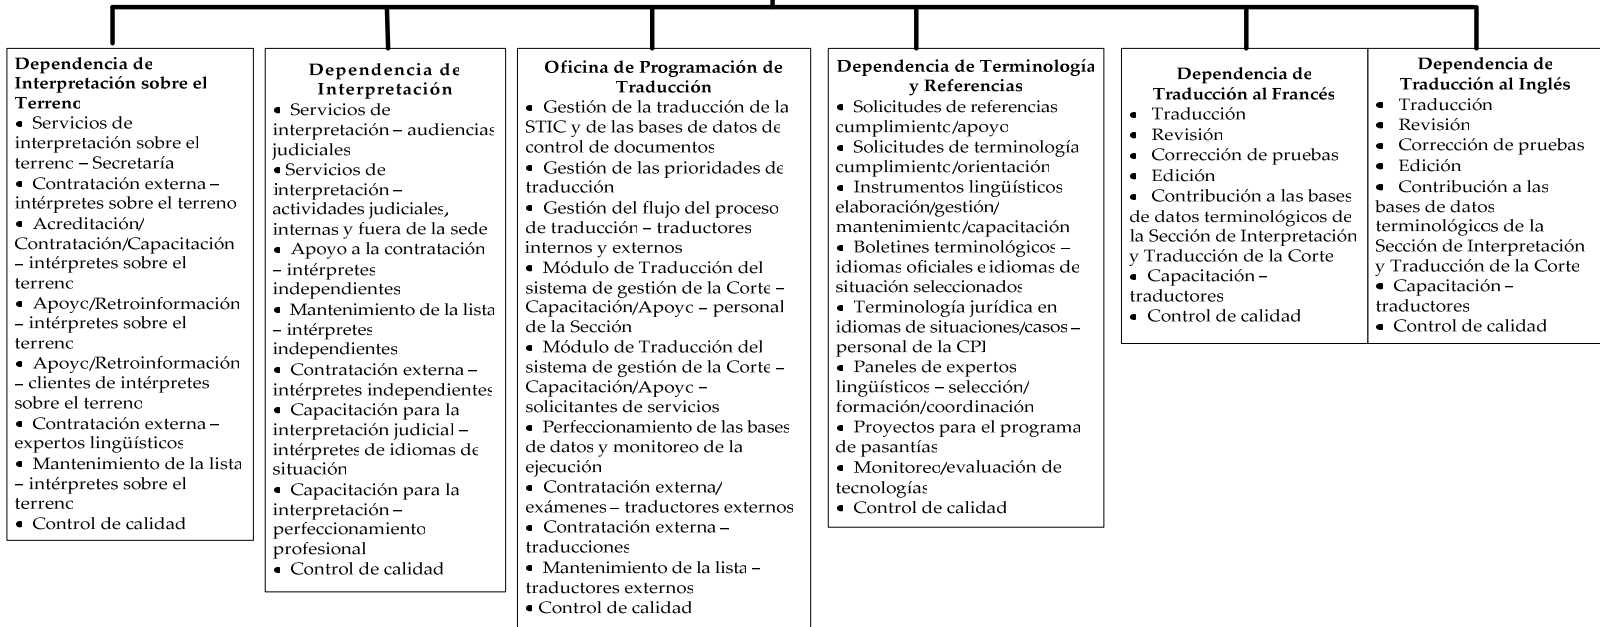 Dependencia de
Interpretación sobre el
Terreno
• Servicios de
interpretación sobre el
terreno – Secretaría
• Contratación externa –
intérpretes sobre el terreno
• Acreditación/
Contratación/Capacitación
– intérpretes sobre el
terreno
• Apoyo/Retroinformación
– intérpretes sobre el
terreno
• Apoyo/Retroinformación
– clientes de intérpretes
sobre el terreno
• Contratación externa –
expertos lingüísticos
• Mantenimiento de la lista
– intérpretes sobre el
terreno
• Control de calidad
Dependencia de
Interpretación
• Servicios de
interpretación – audiencias
judiciales
• Servicios de
interpretación –
actividades judiciales,
internas y fuera de la sede
• Apoyo a la contratación
– intérpretes
independientes
• Mantenimiento de la lista
– intérpretes
independientes
• Contratación externa –
intérpretes independientes
• Capacitación para la
interpretación judicial –
intérpretes de idiomas de
situación
• Capacitación para la
interpretación –
perfeccionamiento
profesional
• Control de calidad
Oficina de Programación de
Traducción
• Gestión de la traducción de la
STIC y de las bases de datos de
control de documentos
• Gestión de las prioridades de
traducción
• Gestión del flujo del proceso
de traducción – traductores
internos y externos
• Módulo de Traducción del
sistema de gestión de la Corte –
Capacitación/Apoyo – personal
de la Sección
• Módulo de Traducción del
sistema de gestión de la Corte –
Capacitación/Apoyo –
solicitantes de servicios
• Perfeccionamiento de las bases
de datos y monitoreo de la
ejecución
• Contratación externa/
exámenes – traductores externos
• Contratación externa –
traducciones
• Mantenimiento de la lista –
traductores externos
• Control de calidad
Dependencia de Terminología
y Referencias
• Solicitudes de referencias
cumplimiento/apoyo
• Solicitudes de terminología
cumplimiento/orientación
• Instrumentos lingüísticos
elaboración/gestión/
mantenimiento/capacitación
• Boletines terminológicos –
idiomas oficiales e idiomas de
situación seleccionados
• Terminología jurídica en
idiomas de situaciones/casos –
personal de la CPI
• Paneles de expertos
lingüísticos – selección/
formación/coordinación
• Proyectos para el programa
de pasantías
• Monitoreo/evaluación de
tecnologías
• Control de calidad
Dependencia de
Traducción al Francés
• Traducción
• Revisión
• Corrección de pruebas
• Edición
• Contribución a las bases
de datos terminológicos de
la Sección de Interpretación
y Traducción de la Corte
• Capacitación –
traductores
• Control de calidad
Dependencia de
Traducción al Inglés
• Traducción
• Revisión
• Corrección de pruebas
• Edición
• Contribución a las
bases de datos
terminológicos de la
Sección de Interpretación
y Traducción de la Corte
• Capacitación –
traductores
• Control de calidad